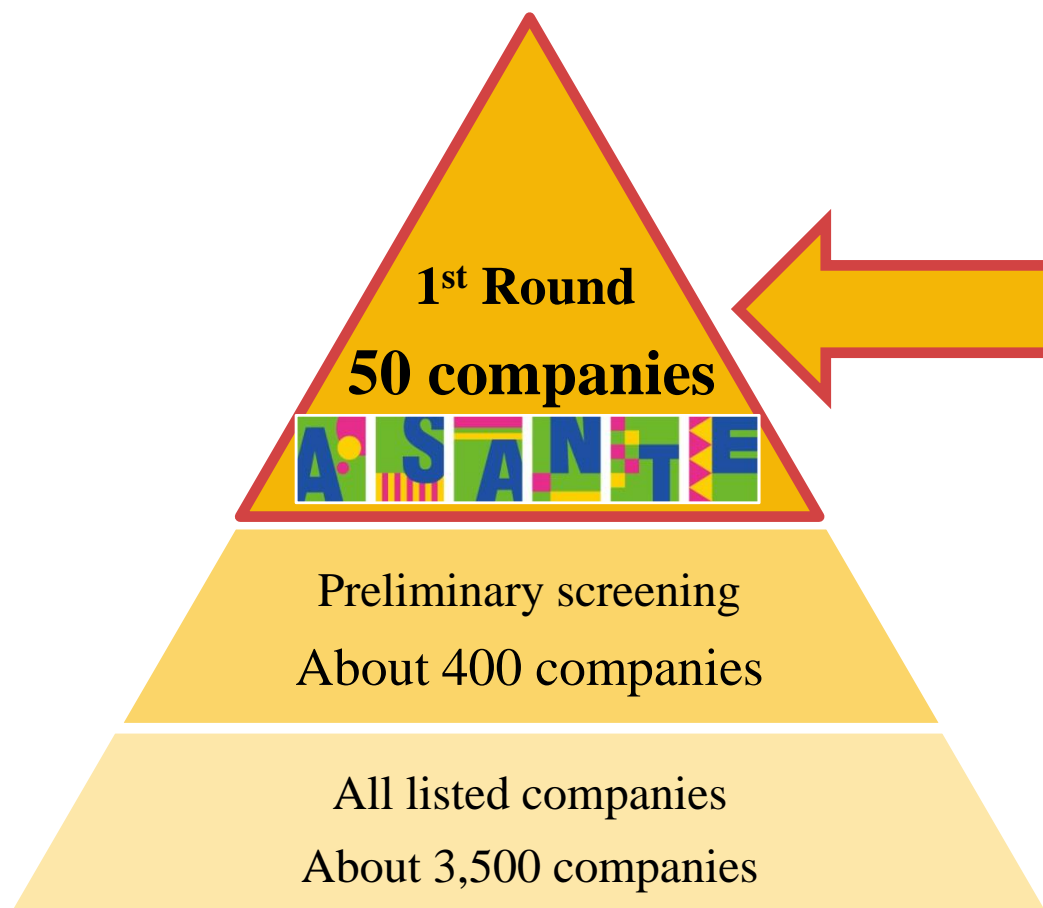 1st Round
50 companies
ASANTE
Preliminary screening
About 400 companies
All listed companies
About 3,500 companies